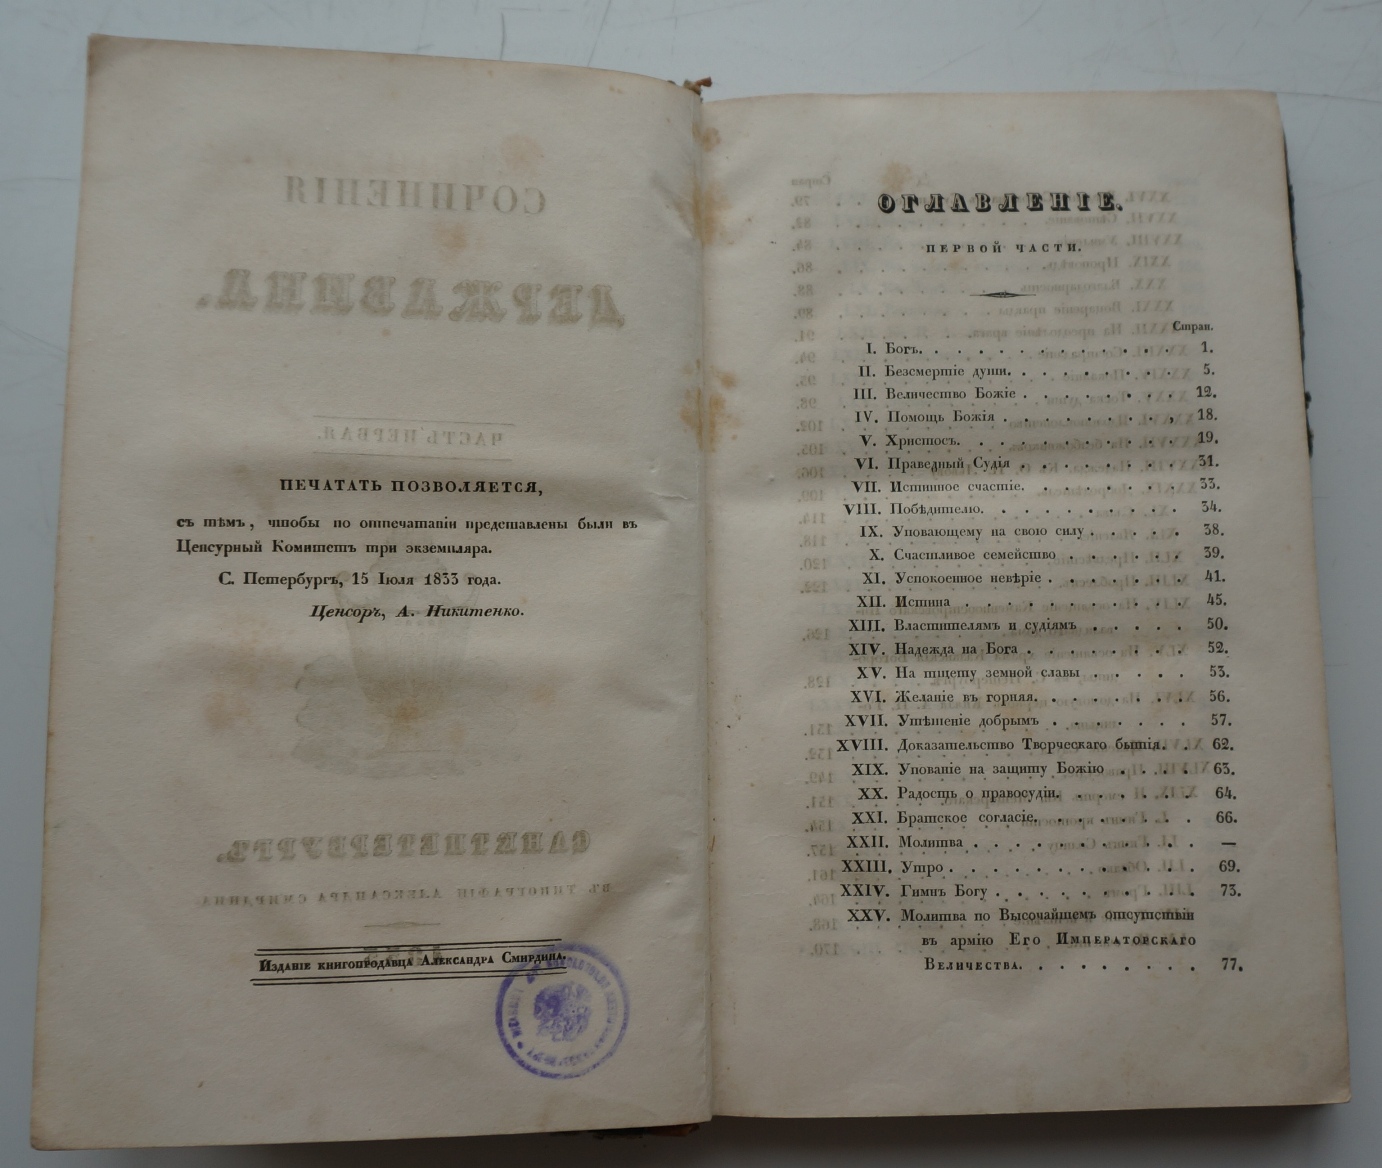 ПЕЧАТАТЬ ПОЗВОЛЯЕТСЯ,
съ тѣмъ, чтобы по отпечатаніи представлены были въ
Ценсурный Комитетъ три экземпляра.
С. Петербургъ, 15 Іюля 1833 года.
Ценсоръ, А. Никитенко.
Изданіе книгопродавца Александра Смирдина.
ОГЛАВЛЕНІЕ.
ПЕРВОЙ ЧАСТИ.
Стран.
I. Богъ. . . . . . . . . . . . . 1.
II. Безсмертіе души. . . . . . . . . 5.
III. Величество Божіе . . . . . . . . 12.
IV. Помощь Божія . . . . . . . . . 18.
V. Христосъ. . . . . . . . . . . 19.
VI. Праведный Судія . . . . . . . . 31.
VII. Истинное счастіе. . . . . . . . 33.
VIII. Побѣдителю. . . . . . . . . . 34.
IX. Уповающему на свою силу . . . . . 38.
X. Счастливое семейство . . . . . . 39.
XI. Успокоенное невѣріе . . . . . . . 41.
XII. Истина . . . . . . . . . . . 45.
XIII. Властителямъ и судіямъ . . . . . 50.
XIV. Надежда на Бога . . . . . . . . 52.
XV. На тщету земной славы . . . . . 53.
XVI. Желаніе въ горняя. . . . . . . . 56.
XVII. Утѣшеніе добрымъ . . . . . . . 57.
XVIII. Доказательство Творческаго бытія. . 62.
XIX. Упованіе на защиту Божію . . . . 63.
XX. Радость о правосудіи. . . . . . . 64.
XXI. Братское согласіе. . . . . . . . 66.
XXII. Молитва . . . . . . . . . . . —
XXIII. Утро . . . . . . . . . . . . 69.
XXIV. Гимнъ Богу . . . . . . . . . . 73.
XXV. Молитва по Высочайшемъ отсутствіи
въ армію Его Императорскаго
Величества. . . . . . . . . 77.